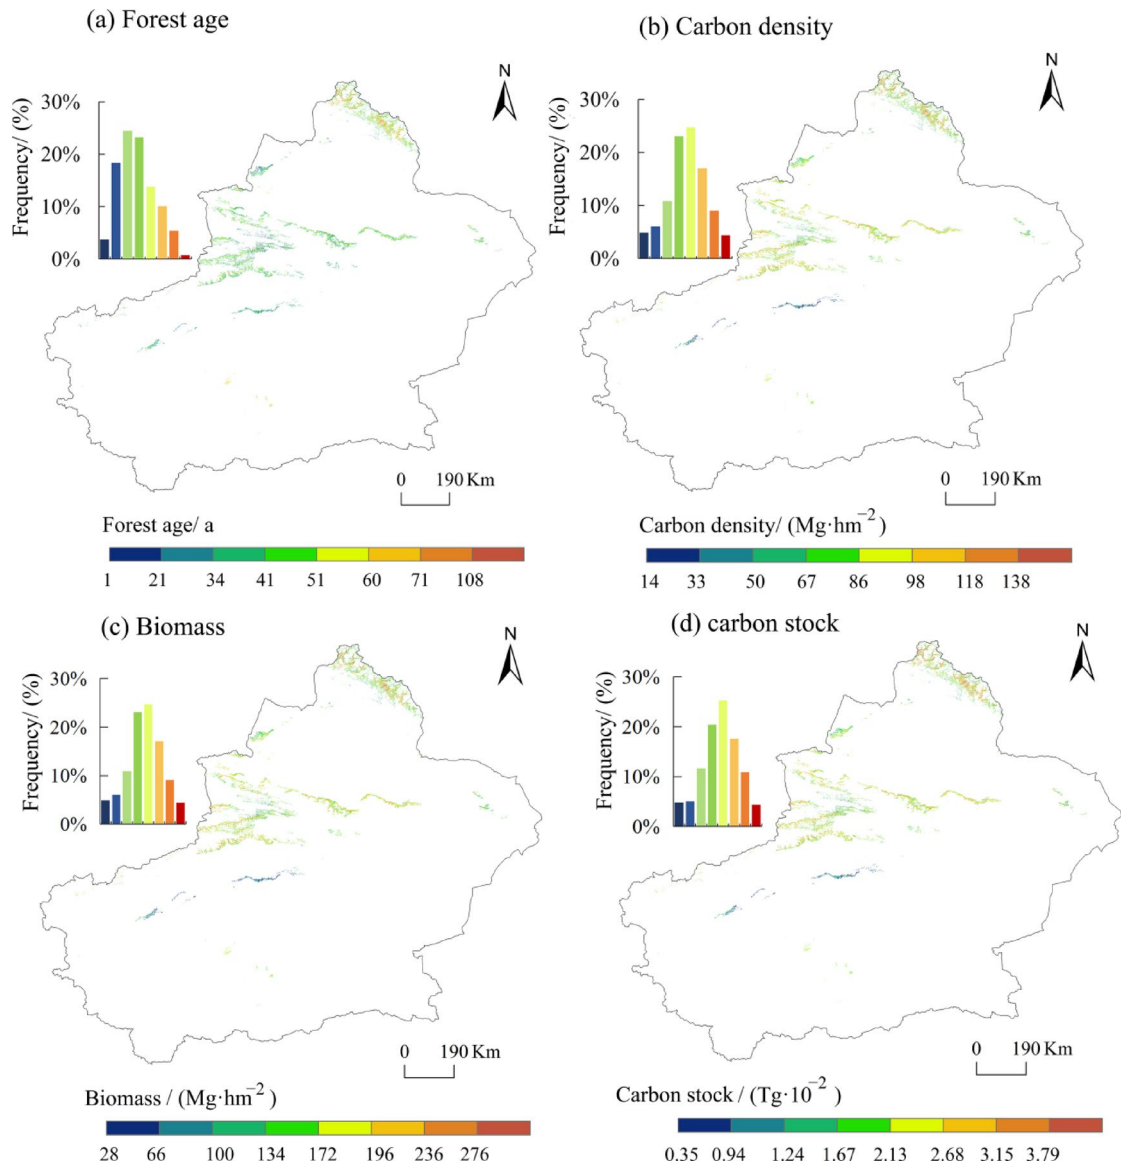 (a) Forest age
N
Frequency/ (%)
30%
20%
10%
0%
0 190 Km
Forest age/ a
1 21 34 41 51 60 71 108
(b) Carbon density
N
Frequency/ (%)
30%
20%
10%
0%
0 190 Km
Carbon density/ (Mg·hm⁻²)
14 33 50 67 86 98 118 138
(c) Biomass
N
Frequency/ (%)
30%
20%
10%
0%
0 190 Km
Biomass / (Mg·hm⁻²)
28 66 100 134 172 196 236 276
(d) carbon stock
N
Frequency/ (%)
30%
20%
10%
0%
0 190 Km
Carbon stock / (Tg·10⁻²)
0.35 0.94 1.24 1.67 2.13 2.68 3.15 3.79